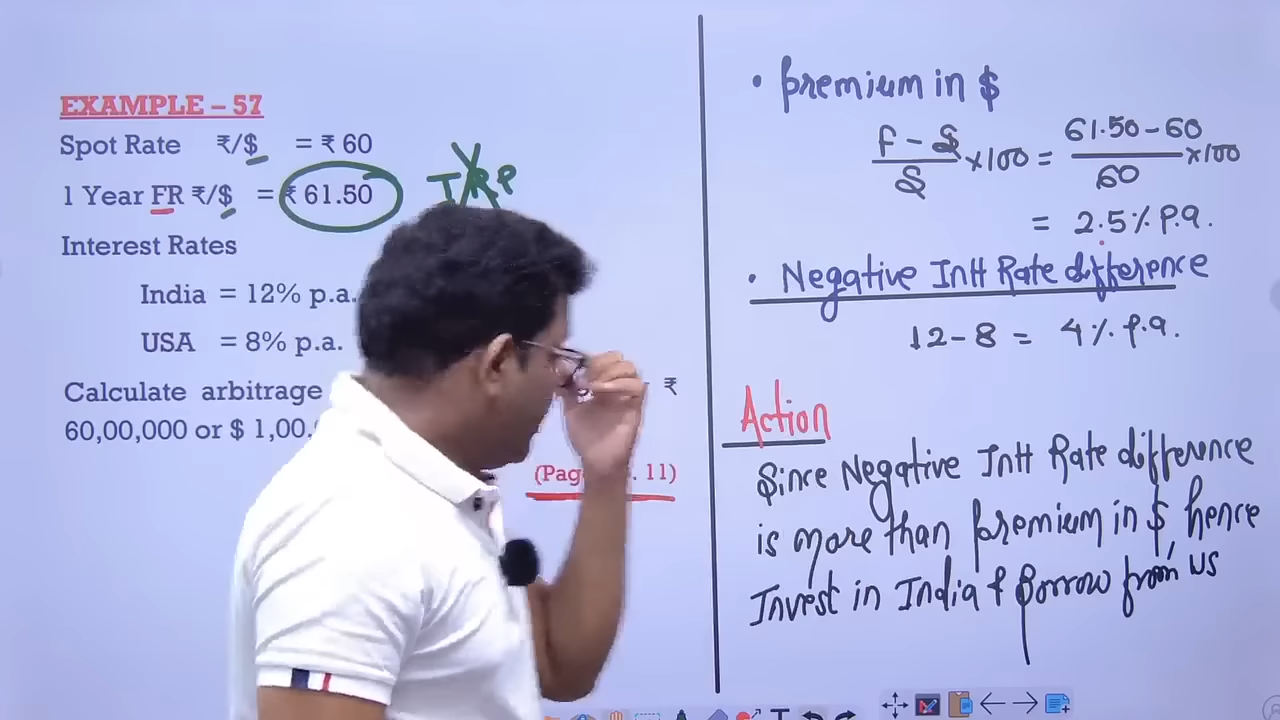 EXAMPLE – 57
Spot Rate ₹/$ = ₹ 60
1 Year FR ₹/$ = ₹ 61.50
IRP
Interest Rates
India = 12% p.a.
USA = 8% p.a.
Calculate arbitrage ₹
60,00,000 or $ 1,00,
11)
• Premium in $
F - S/S ×100 = 61.50-60/60 ×100
= 2.5% p.a.
• Negative Intt Rate difference
12-8 = 4% p.a.
Action
Since Negative Intt Rate difference
is more than premium in $, hence
Invest in India & Borrow from US